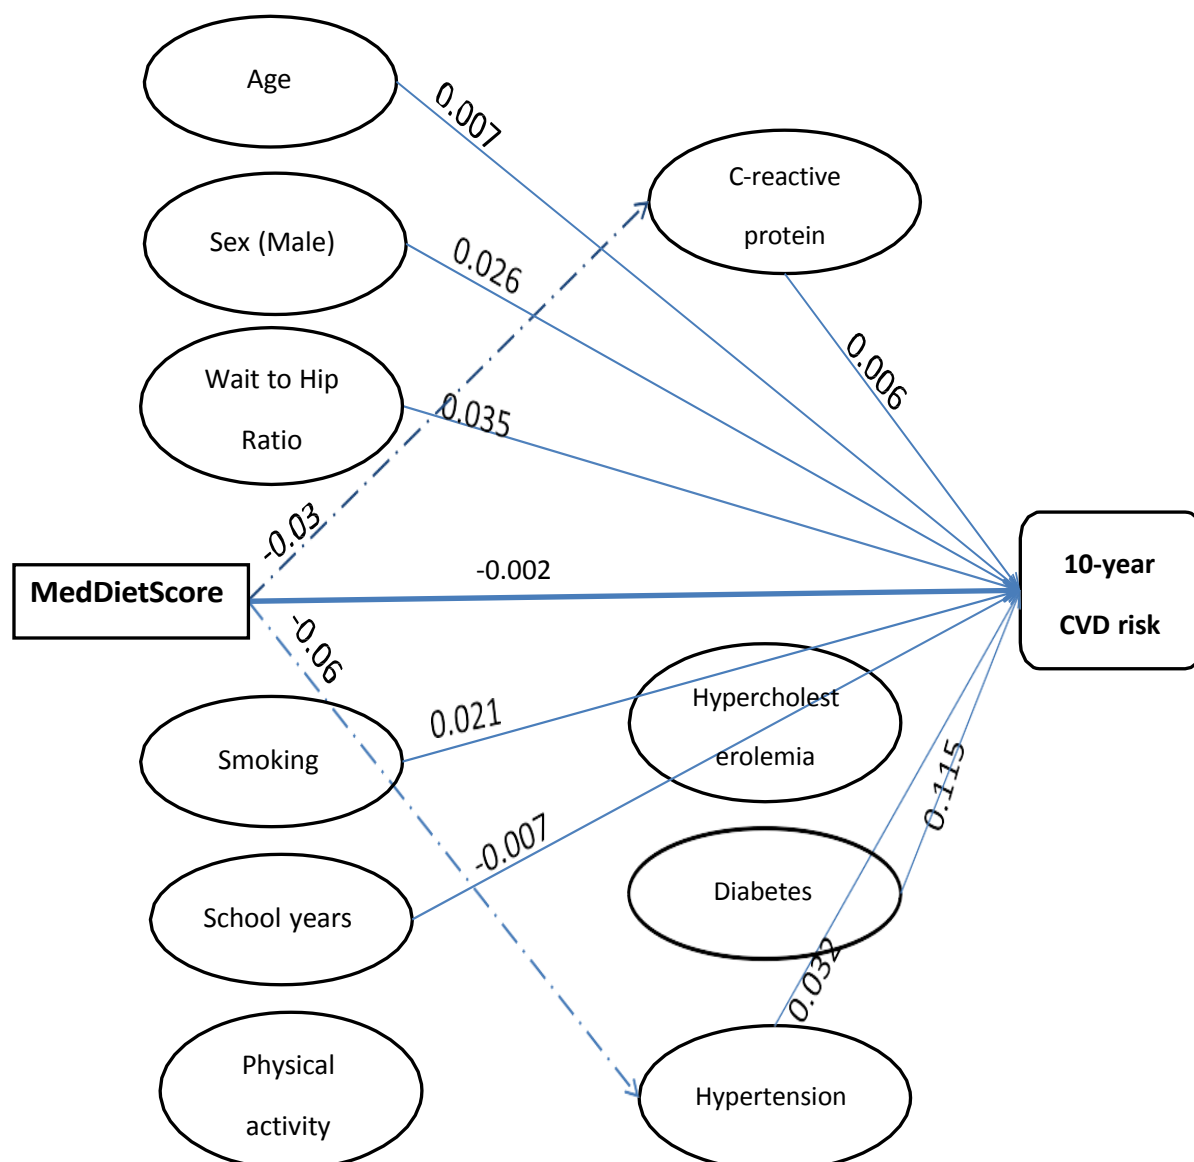 Age
0.007
C-reactive
protein
Sex (Male)
0.026
Wait to Hip
Ratio
0.035
0.006
-0.03
MedDietScore
-0.002
10-year
CVD risk
-0.06
Smoking
0.021
Hypercholest
erolemia
0.115
School years
-0.007
Diabetes
0.032
Physical
activity
Hypertension